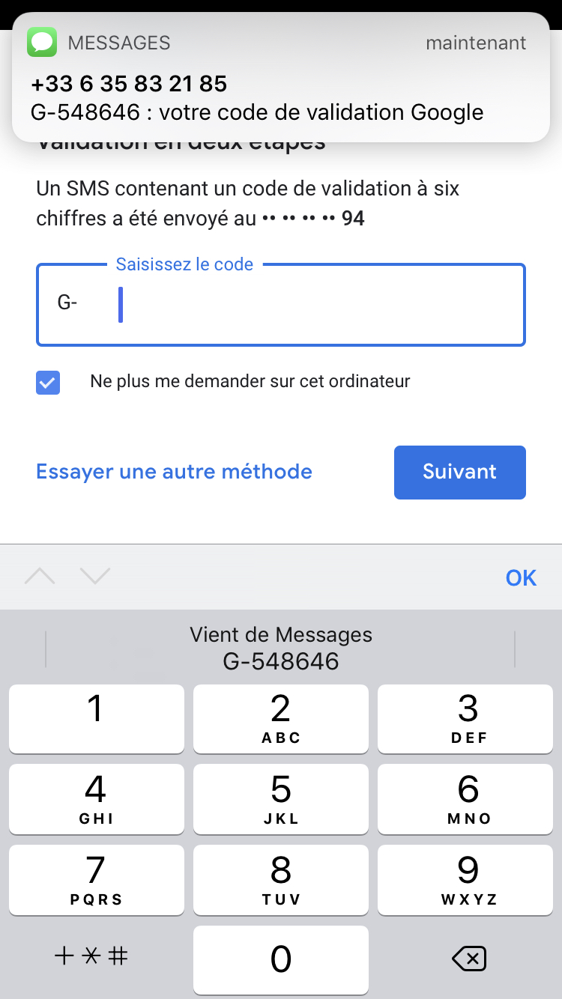 MESSAGES maintenant
+33 6 35 83 21 85
G-548646 : votre code de validation Google
Validation en deux étapes
Un SMS contenant un code de validation à six
chiffres a été envoyé au •• •• •• •• 94
Saisissez le code
G-
Ne plus me demander sur cet ordinateur
Essayer une autre méthode Suivant
OK
Vient de Messages
G-548646
1 2 3
ABC DEF
4 5 6
GHI JKL MNO
7 8 9
PQRS TUV WXYZ
+ * # 0